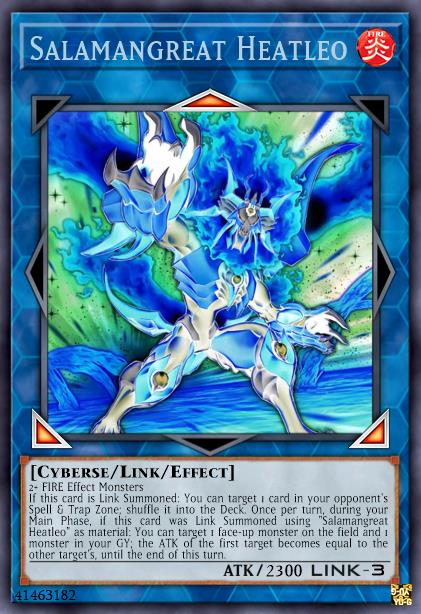 SALAMANGREAT HEATLEO
FIRE
炎
[CYBERSE/LINK/EFFECT]
2+ FIRE Effect Monsters
If this card is Link Summoned: You can target 1 card in your opponent's
Spell & Trap Zone; shuffle it into the Deck. Once per turn, during your
Main Phase, if this card was Link Summoned using "Salamangreat
Heatleo" as material: You can target 1 face-up monster on the field and 1
monster in your GY; the ATK of the first target becomes equal to the
other target's, until the end of this turn.
ATK/2300 LINK-3
41463182